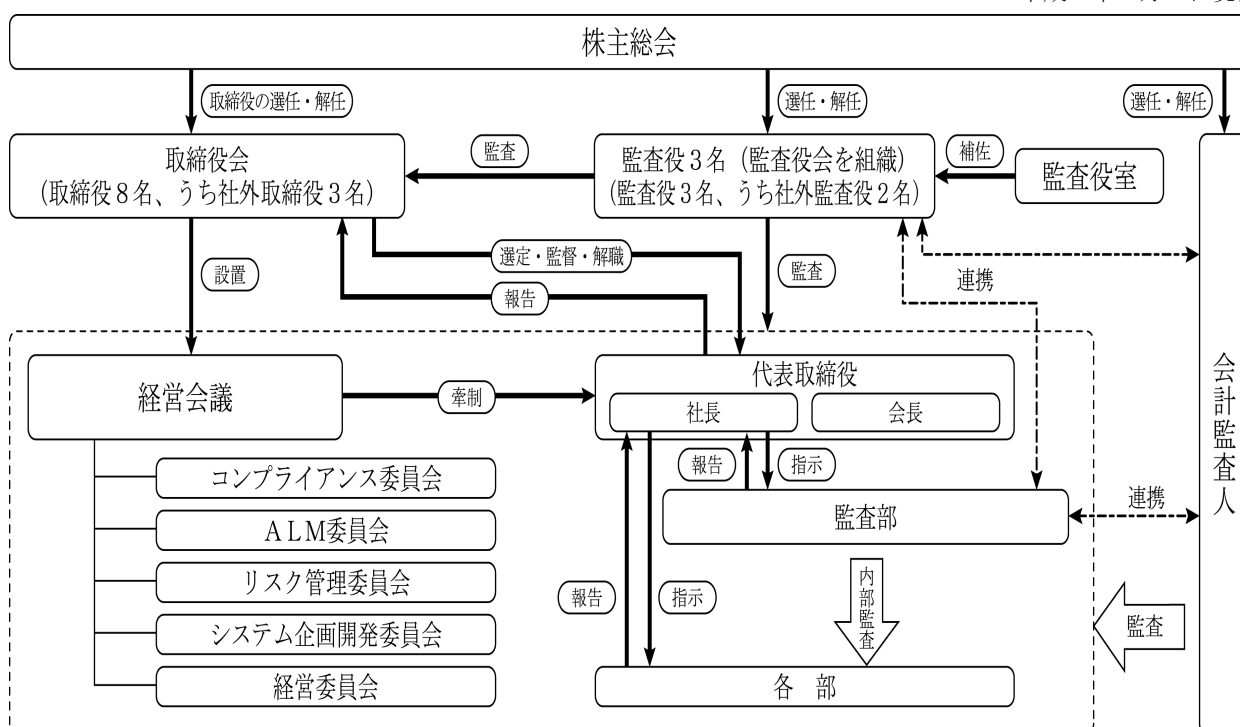 株主総会
取締役の選任・解任
選任・解任
選任・解任
取締役会
(取締役8名、うち社外取締役3名)
監査
監査役3名(監査役会を組織)
(監査役3名、うち社外監査役2名)
補佐
監査役室
設置
選定・監督・解職
報告
監査
連携
経営会議
牽制
代表取締役
社長
会長
会計監査人
コンプライアンス委員会
ALM委員会
リスク管理委員会
システム企画開発委員会
経営委員会
報告
指示
監査部
連携
報告
指示
内部監査
監査
各 部